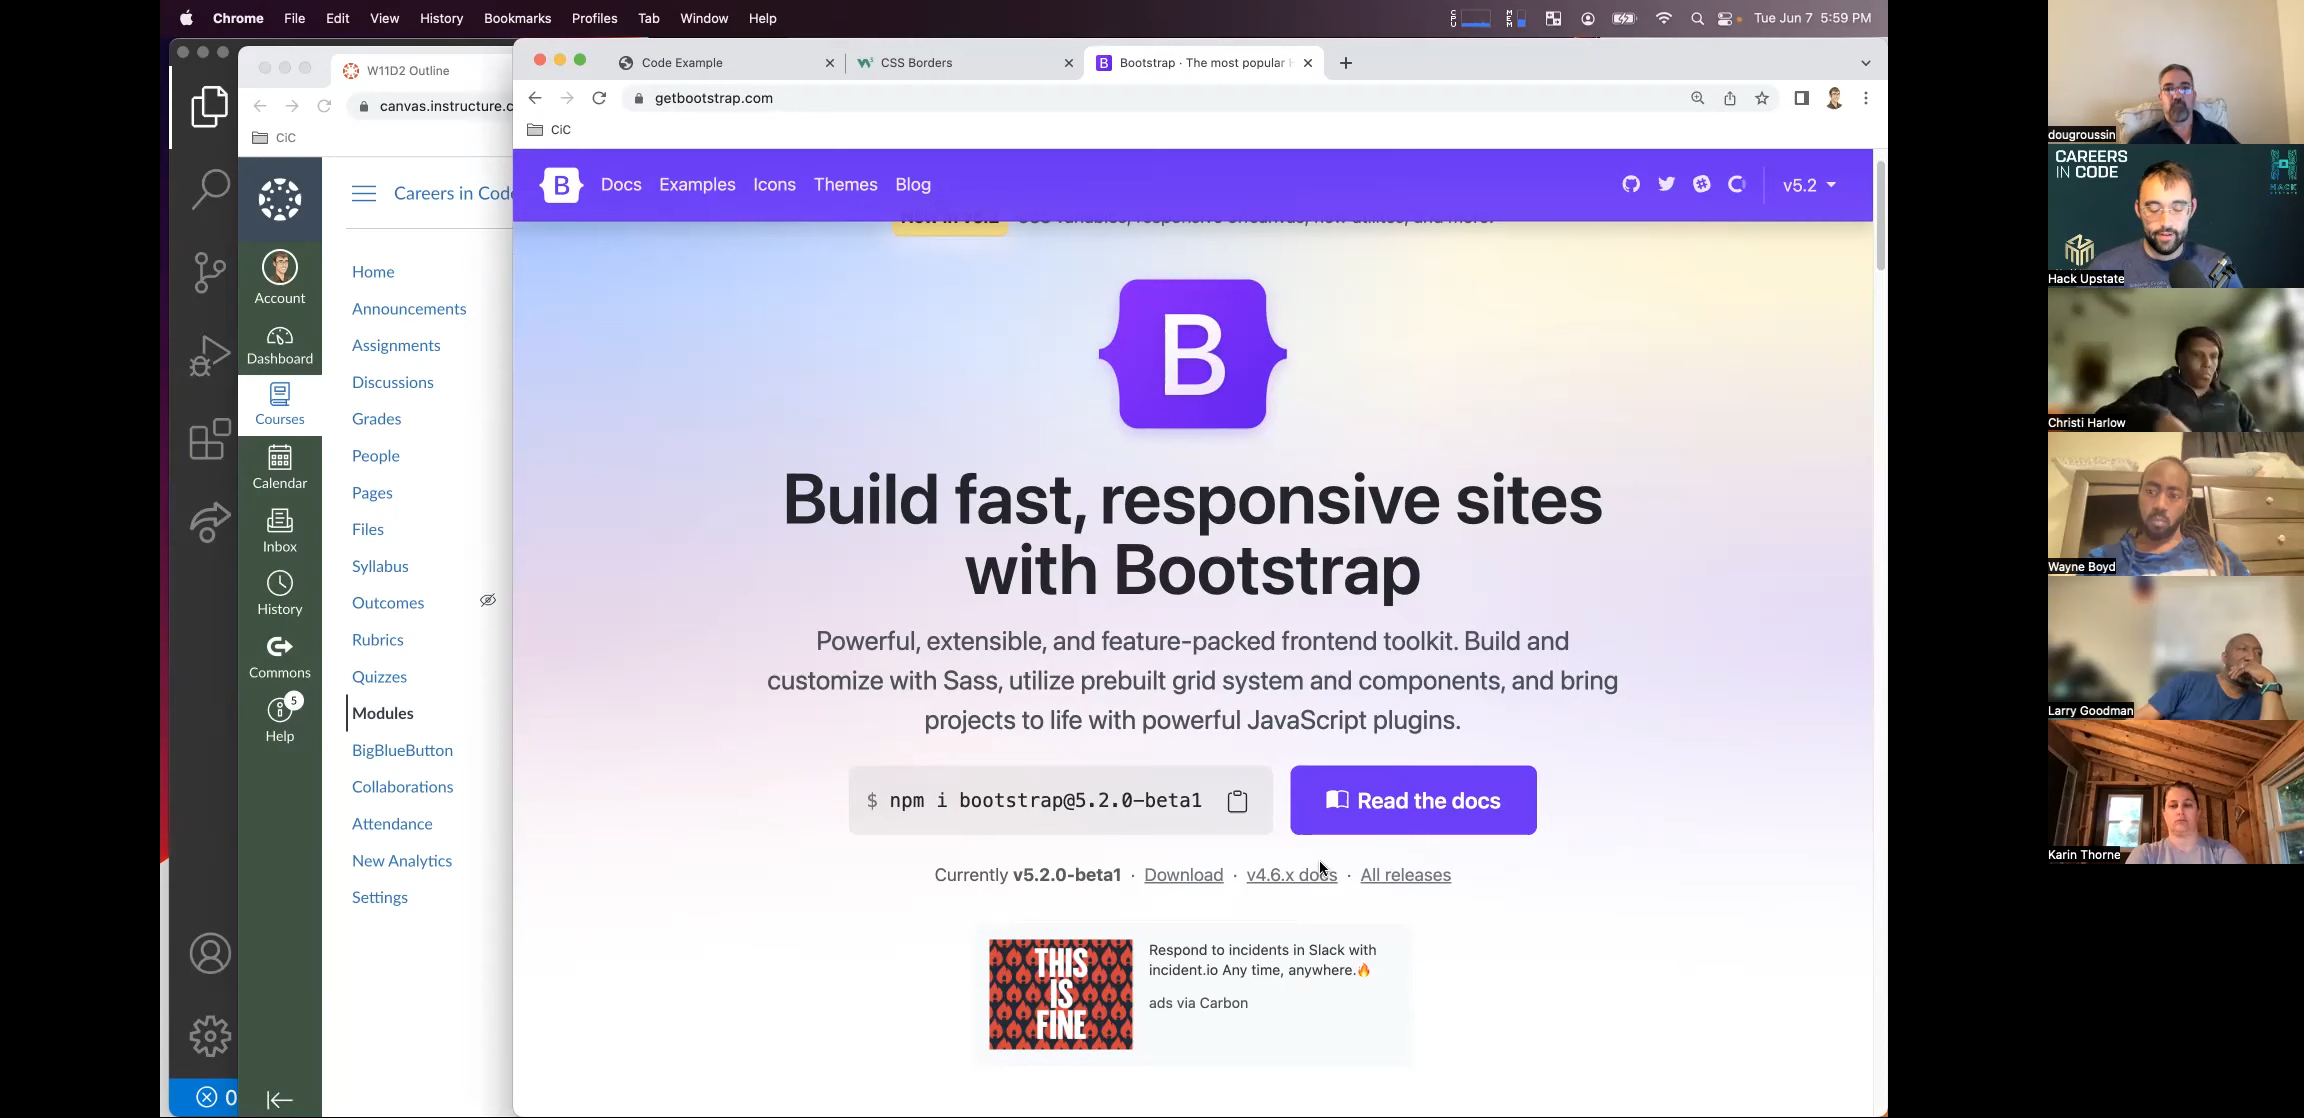 Chrome File Edit View History Bookmarks Profiles Tab Window Help
Tue Jun 7 5:59 PM
W11D2 Outline
canvas.instructure.c
CiC
Account
Dashboard
Courses
Calendar
Inbox
History
Commons
5
Help
Careers in Cod
Home
Announcements
Assignments
Discussions
Grades
People
Pages
Files
Syllabus
Outcomes
Rubrics
Quizzes
Modules
BigBlueButton
Collaborations
Attendance
New Analytics
Settings
0
Code Example
CSS Borders
Bootstrap · The most popular
getbootstrap.com
CiC
B Docs Examples Icons Themes Blog
v5.2
B
Build fast, responsive sites
with Bootstrap
Powerful, extensible, and feature-packed frontend toolkit. Build and
customize with Sass, utilize prebuilt grid system and components, and bring
projects to life with powerful JavaScript plugins.
$ npm i bootstrap@5.2.0-beta1
Read the docs
Currently v5.2.0-beta1 · Download · v4.6.x docs · All releases
THIS
IS
FINE
Respond to incidents in Slack with
incident.io Any time, anywhere.🔥
ads via Carbon
dougroussin
CAREERS
IN CODE
HACK
Hack Upstate
Christi Harlow
Wayne Boyd
Larry Goodman
Karin Thorne